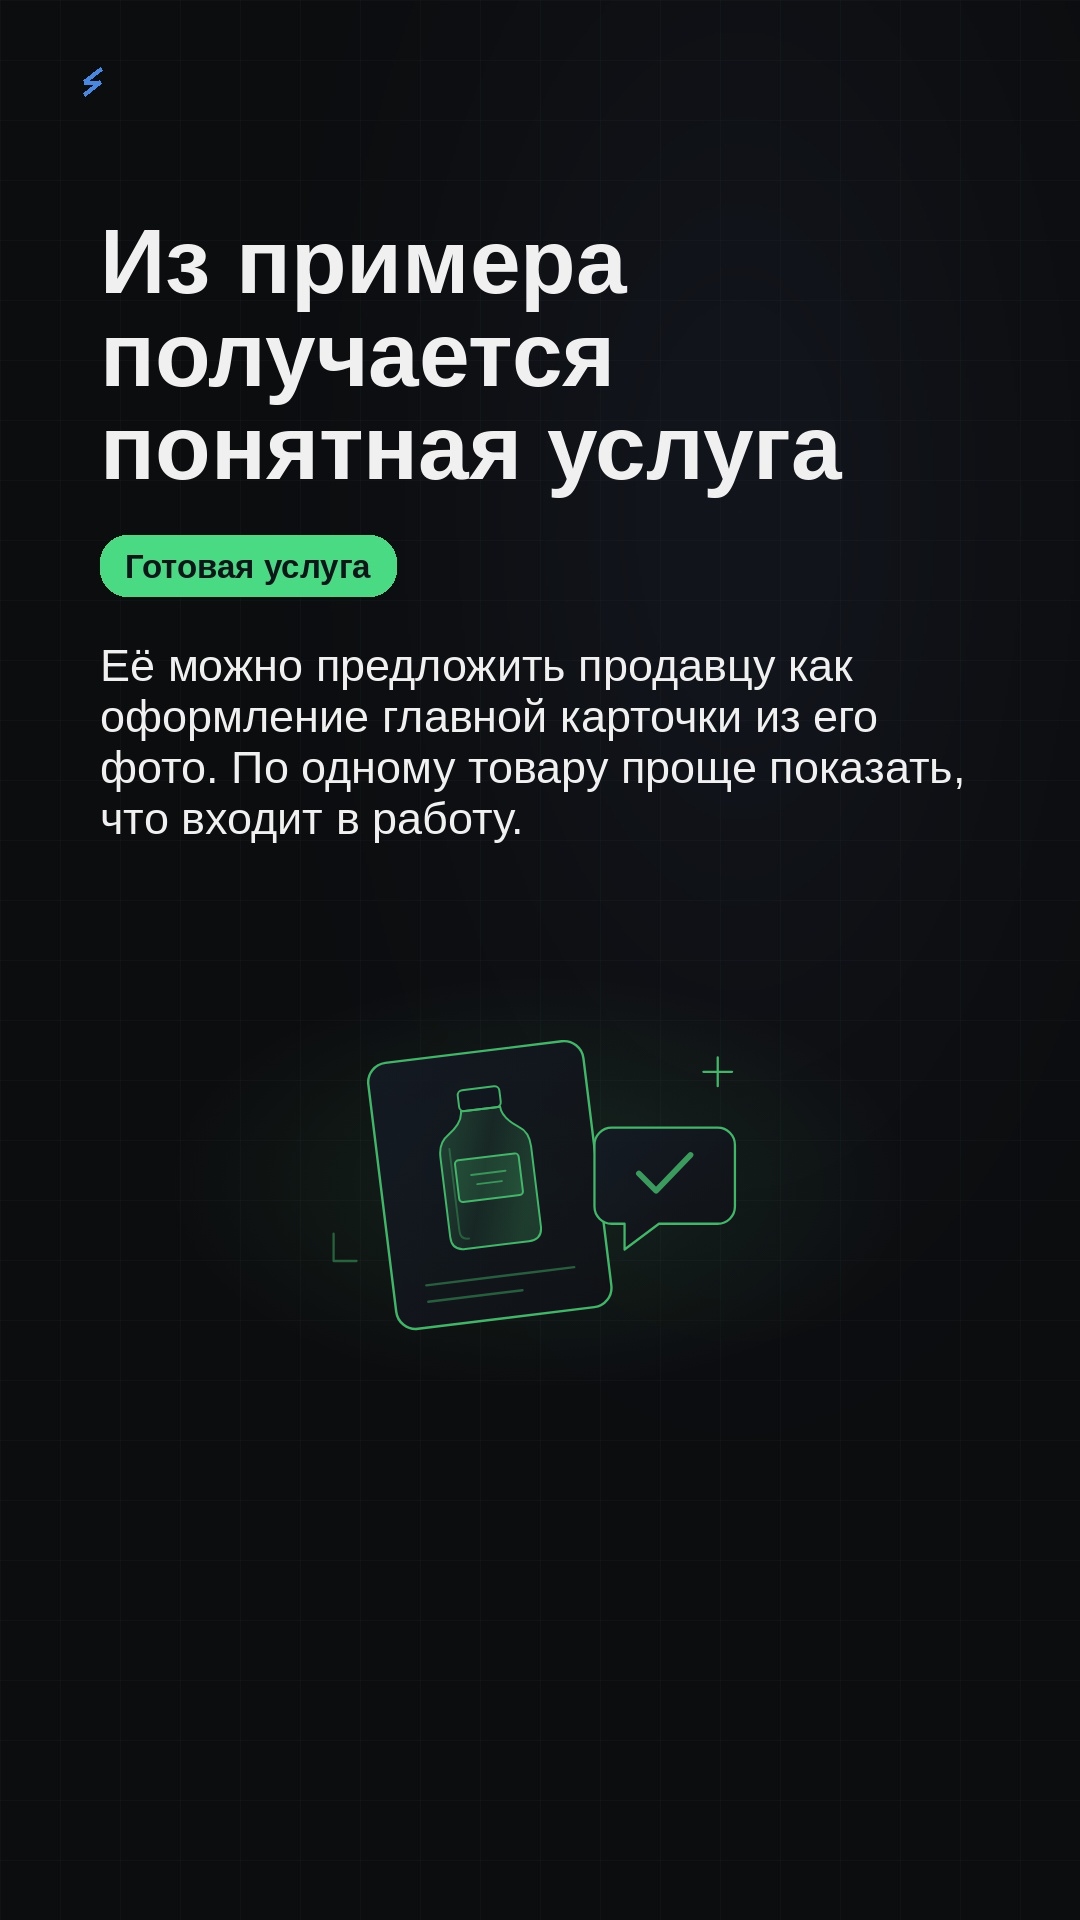 Из примера
получается
понятная услуга
Готовая услуга
Её можно предложить продавцу как
оформление главной карточки из его
фото. По одному товару проще показать,
что входит в работу.